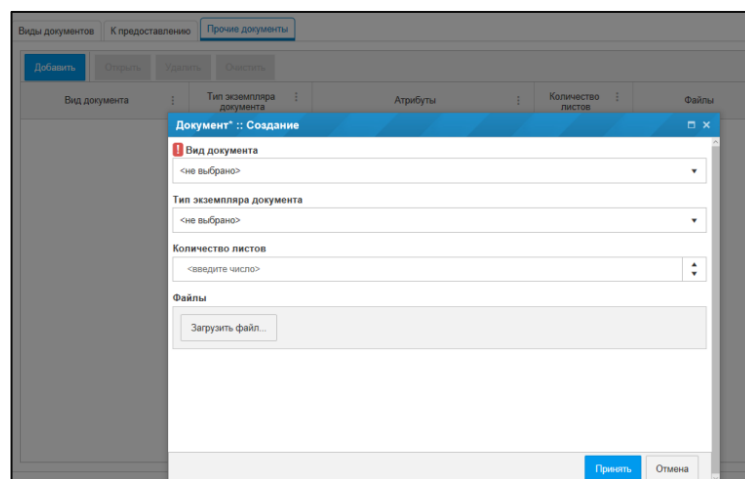 Виды документов К предоставлению Прочие документы
Добавить Открыть Удалить Очистить
Вид документа Тип экземпляра документа Атрибуты Количество листов Файлы
Документ* :: Создание
Вид документа
<не выбрано>
Тип экземпляра документа
<не выбрано>
Количество листов
<введите число>
Файлы
Загрузить файл...
Принять Отмена